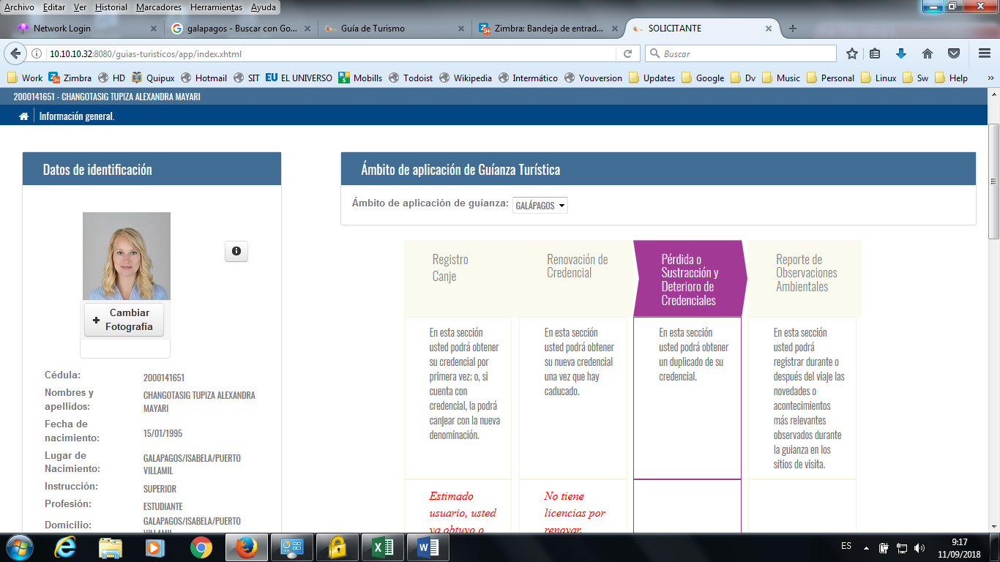 Archivo Editar Ver Historial Marcadores Herramientas Ayuda
Network Login
galapagos - Buscar con Go...
Guía de Turismo
Zimbra: Bandeja de entrad...
SOLICITANTE
10.10.10.32:8080/guias-turisticos/app/index.xhtml
Buscar
Work Zimbra HD Quipux Hotmail SIT EU EL UNIVERSO Mobills Todoist Wikipedia Intermático Youversion Updates Google Dv Music Personal Linux Sw Help
2000141651 - CHANGOTASIG TUPIZA ALEXANDRA MAYARI
Información general.
Datos de identificación
Cambiar
Fotografía
Cédula: 2000141651
Nombres y
apellidos:
CHANGOTASIG TUPIZA ALEXANDRA
MAYARI
Fecha de
nacimiento:
15/01/1995
Lugar de
Nacimiento:
GALAPAGOS/ISABELA/PUERTO
VILLAMIL
Instrucción: SUPERIOR
Profesión: ESTUDIANTE
Domicilio:
GALAPAGOS/ISABELA/PUERTO
VILLAMIL
Ámbito de aplicación de Guíanza Turística
Ámbito de aplicación de guíanza: GALÁPAGOS
Registro
Canje
En esta sección
usted podrá obtener
su credencial por
primera vez; o, si
cuenta con
credencial, la podrá
canjear con la nueva
denominación.
Estimado
usuario, usted
ya obtuvo o
Renovación de
Credencial
En esta sección
usted podrá obtener
su nueva credencial
una vez que hay
caducado.
No tiene
licencias por
renovar.
Pérdida o
Sustracción y
Deterioro de
Credenciales
En esta sección
usted podrá obtener
un duplicado de su
credencial.
Reporte de
Observaciones
Ambientales
En esta sección
usted podrá
registrar durante o
después del viaje las
novedades o
acontecimientos
más relevantes
observados durante
la guianza en los
sitios de visita.
ES
9:17
11/09/2018